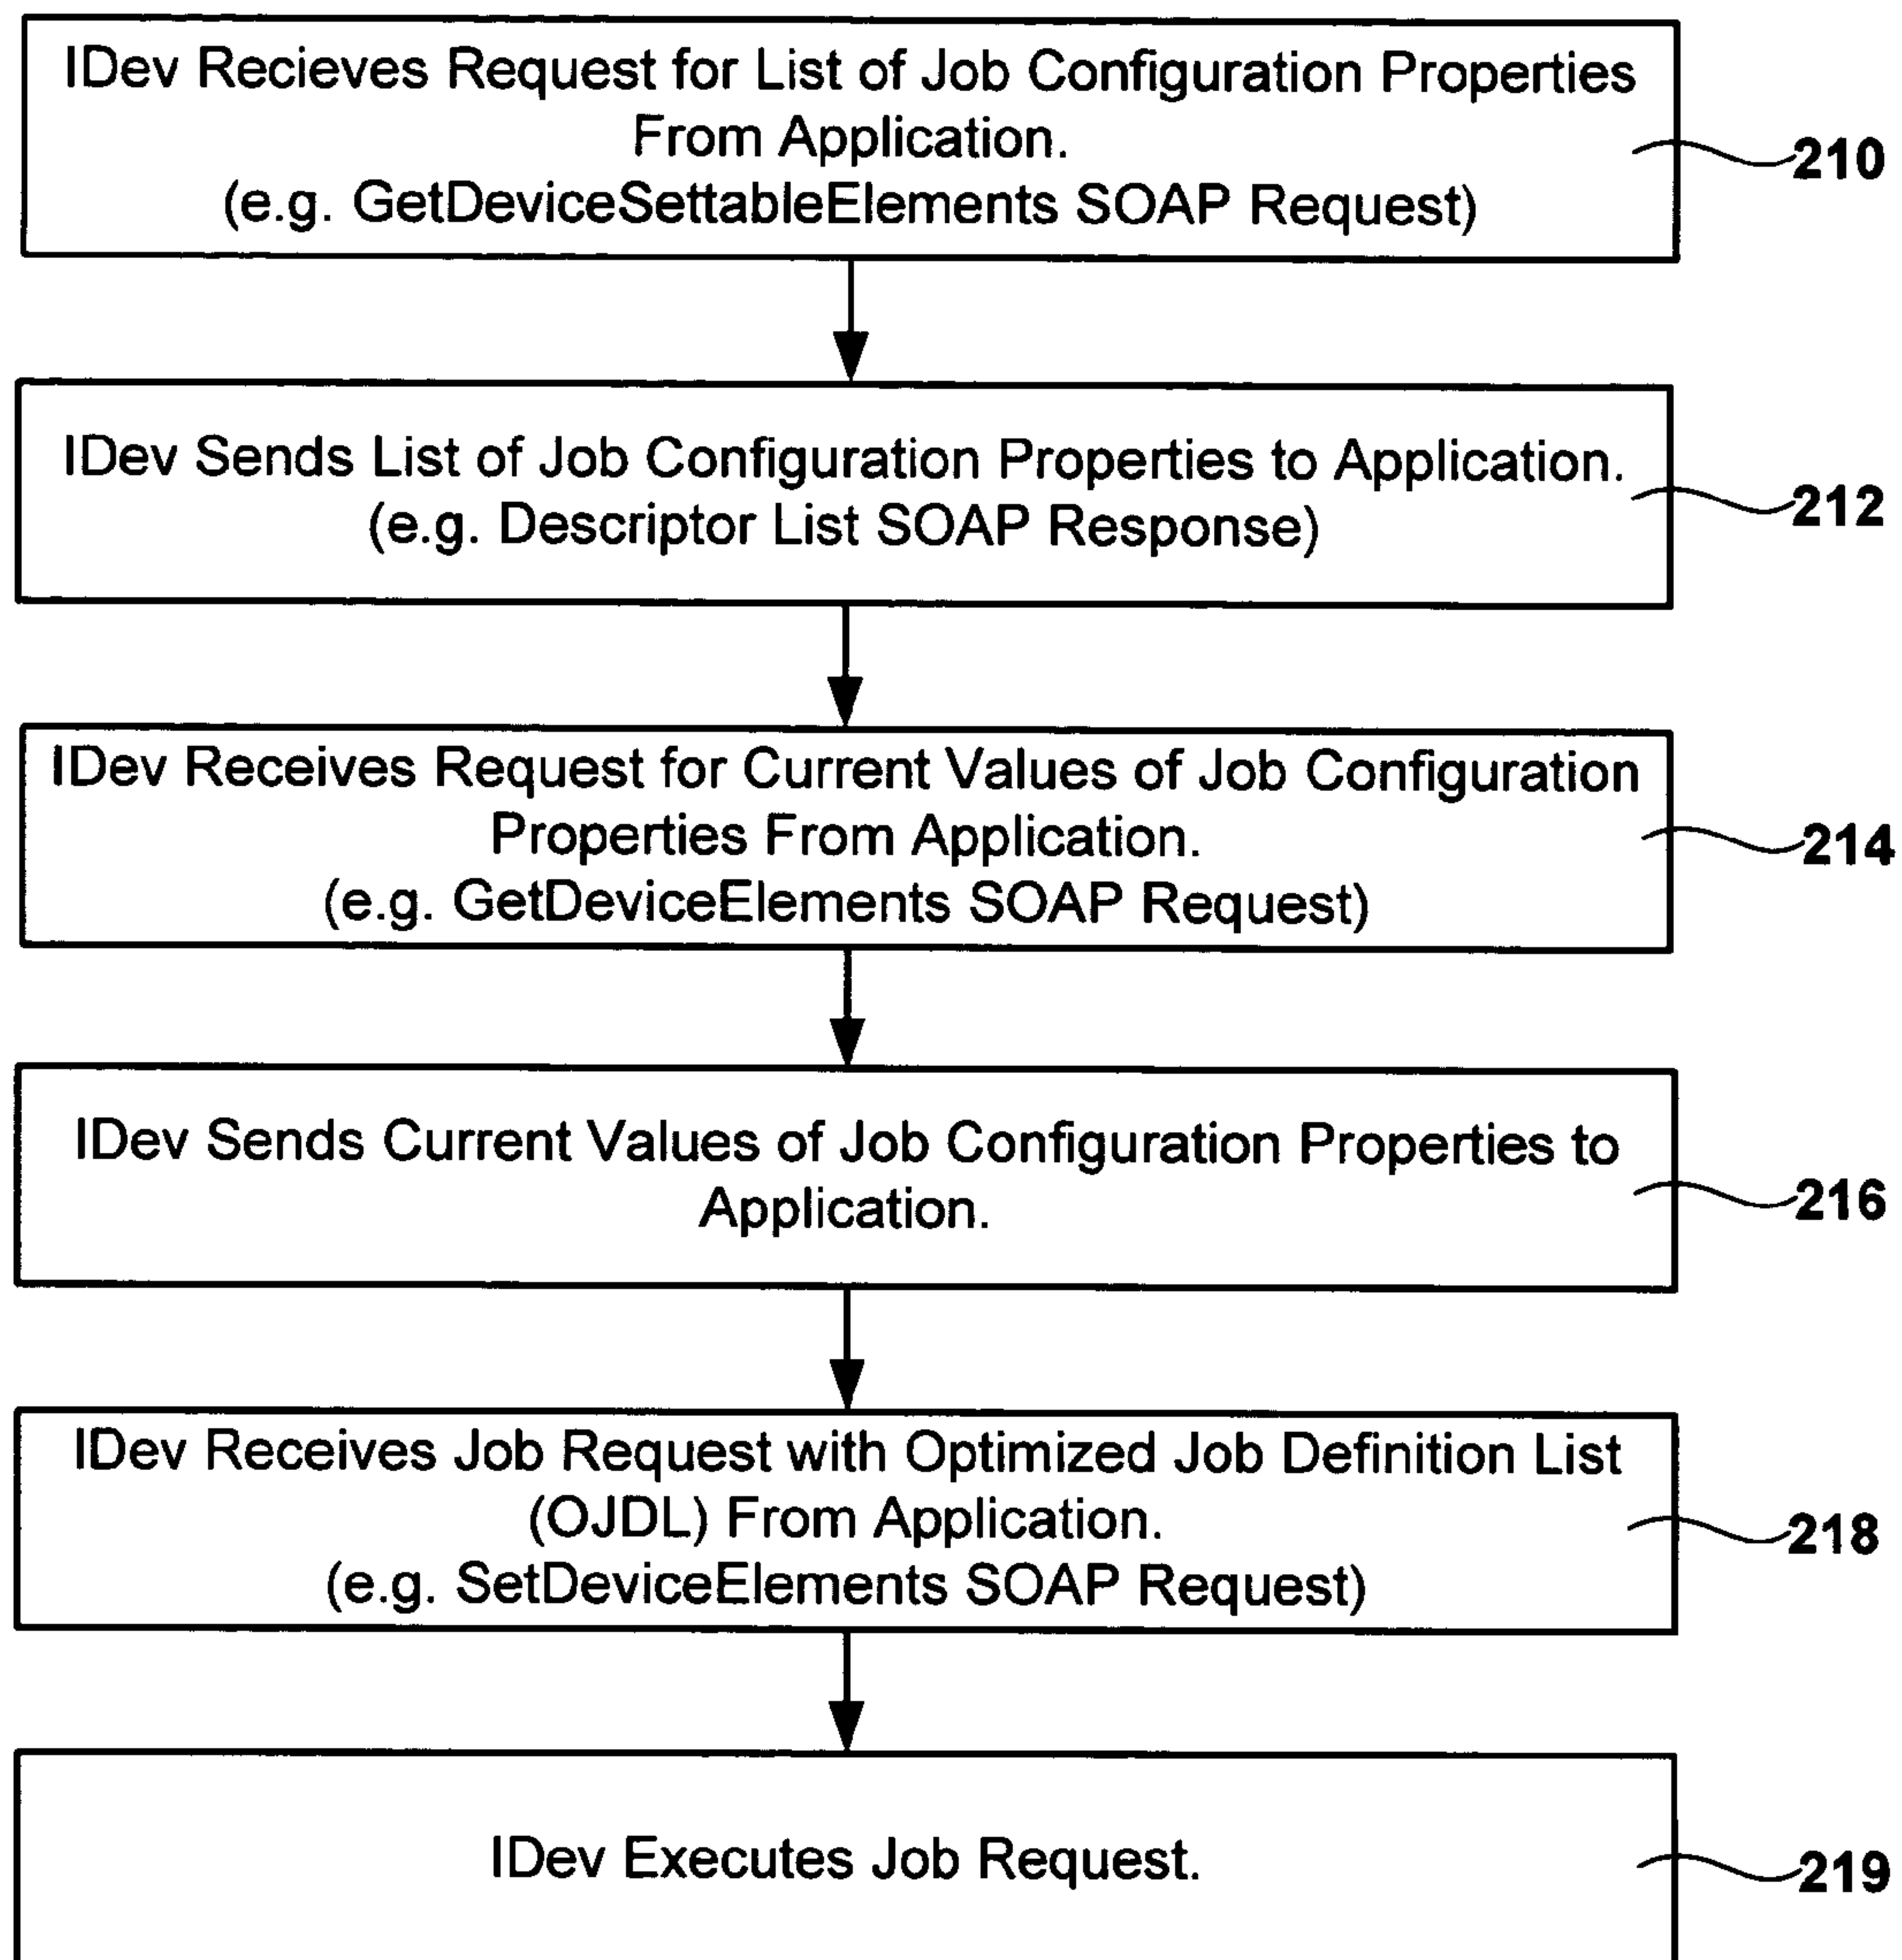 IDev Recieves Request for List of Job Configuration Properties
From Application.
(e.g. GetDeviceSettableElements SOAP Request)
210
IDev Sends List of Job Configuration Properties to Application.
(e.g. Descriptor List SOAP Response)
212
IDev Receives Request for Current Values of Job Configuration
Properties From Application.
(e.g. GetDeviceElements SOAP Request)
214
IDev Sends Current Values of Job Configuration Properties to
Application.
216
IDev Receives Job Request with Optimized Job Definition List
(OJDL) From Application.
(e.g. SetDeviceElements SOAP Request)
218
IDev Executes Job Request.
219